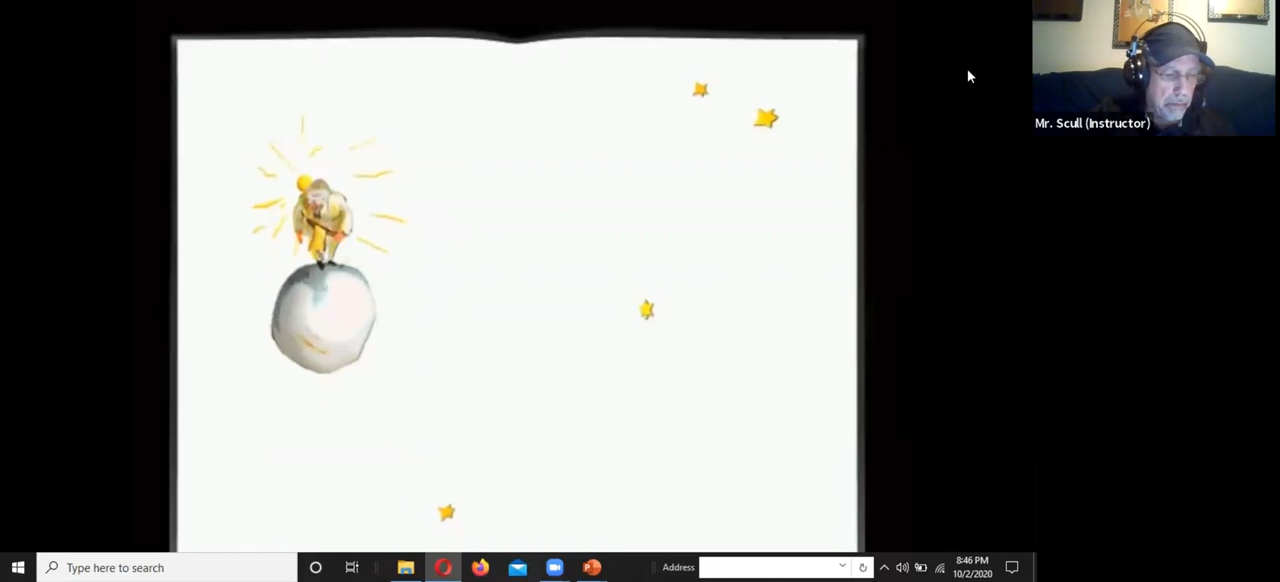 Mr. Scull (Instructor)
Type here to search
Address
8:46 PM
10/2/2020